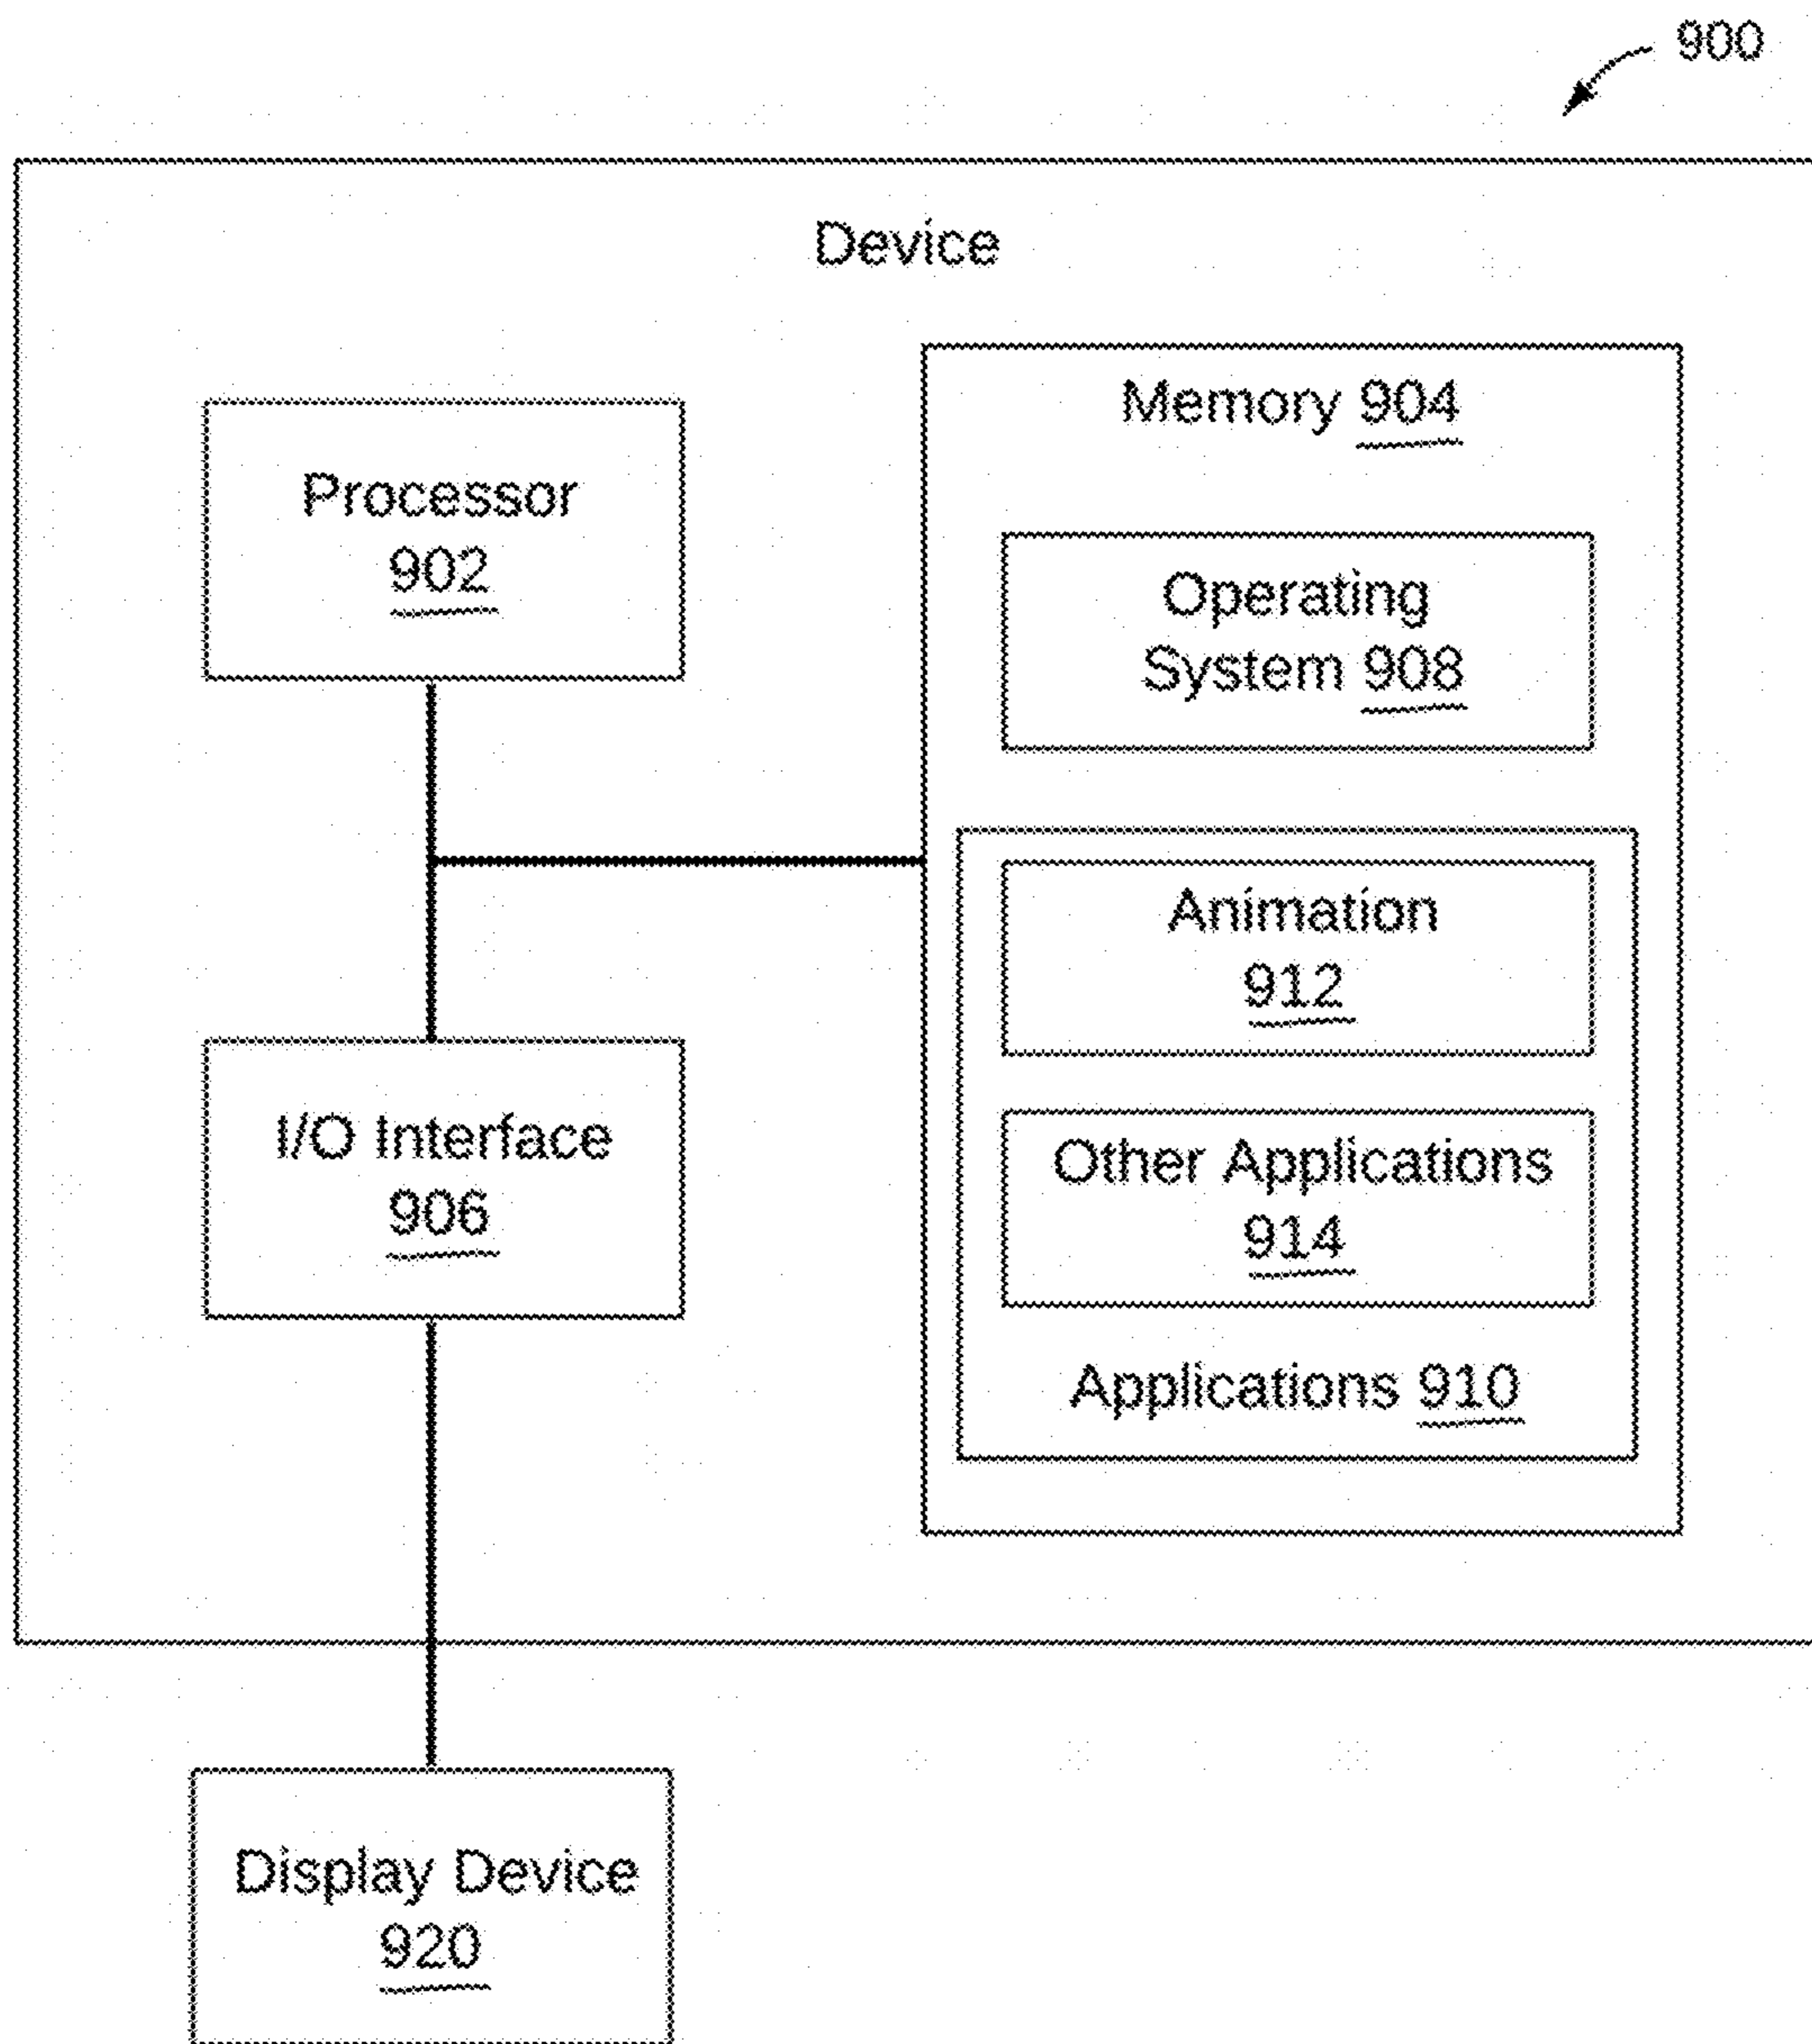 900
Device
Processor
902
Memory 904
Operating
System 908
Animation
912
I/O Interface
906
Other Applications
914
Applications 910
Display Device
920